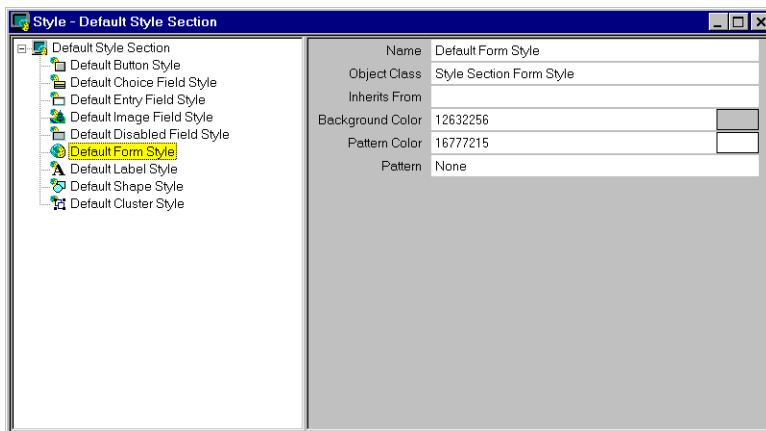 Style - Default Style Section
Default Style Section
Default Button Style
Default Choice Field Style
Default Entry Field Style
Default Image Field Style
Default Disabled Field Style
Default Form Style
Default Label Style
Default Shape Style
Default Cluster Style
Name Default Form Style
Object Class Style Section Form Style
Inherits From
Background Color 12632256
Pattern Color 16777215
Pattern None